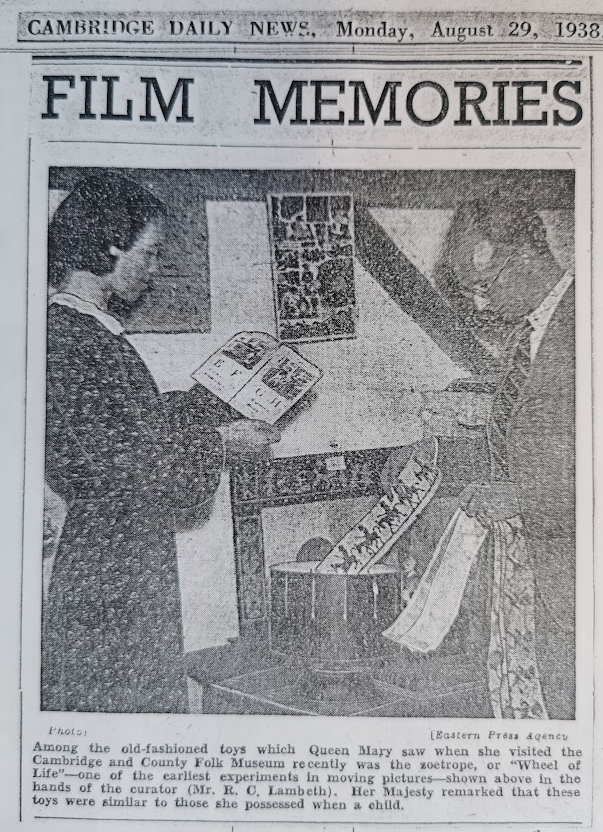 CAMBRIDGE DAILY NEWS, Monday, August 29, 1938
FILM MEMORIES
E F
G H
Photo)
[Eastern Press Agency
Among the old-fashioned toys which Queen Mary saw when she visited the
Cambridge and County Folk Museum recently was the zoetrope, or "Wheel of
Life"—one of the earliest experiments in moving pictures—shown above in the
hands of the curator (Mr. R. C. Lambeth). Her Majesty remarked that these
toys were similar to those she possessed when a child.